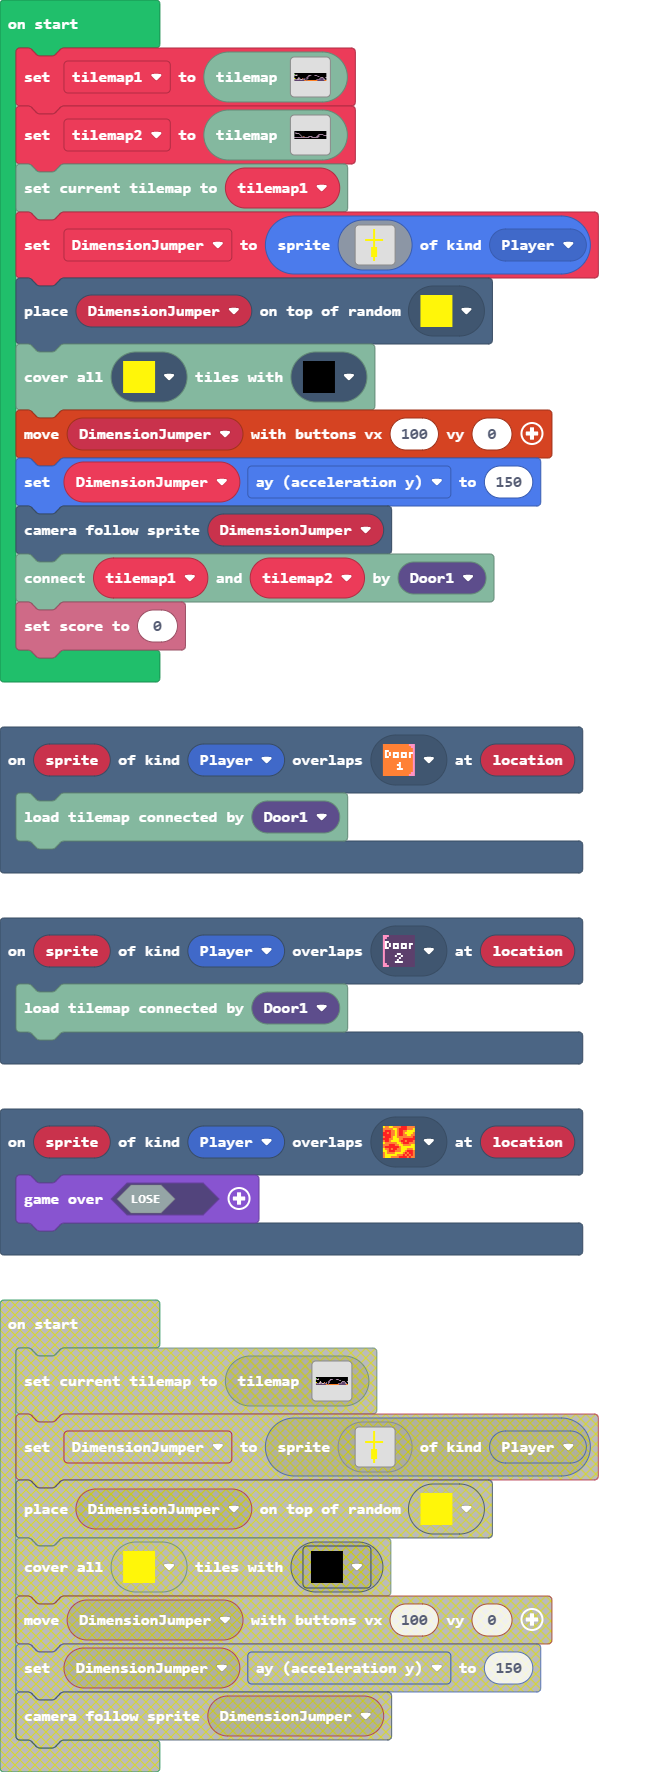 on start
set tilemap1 to tilemap
set tilemap2 to tilemap
set current tilemap to tilemap1
set DimensionJumper to sprite of kind Player
place DimensionJumper on top of random
cover all tiles with
move DimensionJumper with buttons vx 100 vy 0
set DimensionJumper ay (acceleration y) to 150
camera follow sprite DimensionJumper
connect tilemap1 and tilemap2 by Door1
set score to 0
on sprite of kind Player overlaps Door 1 at location
load tilemap connected by Door1
on sprite of kind Player overlaps Door 2 at location
load tilemap connected by Door1
on sprite of kind Player overlaps at location
game over LOSE
on start
set current tilemap to tilemap
set DimensionJumper to sprite of kind Player
place DimensionJumper on top of random
cover all tiles with
move DimensionJumper with buttons vx 100 vy 0
set DimensionJumper ay (acceleration y) to 150
camera follow sprite DimensionJumper